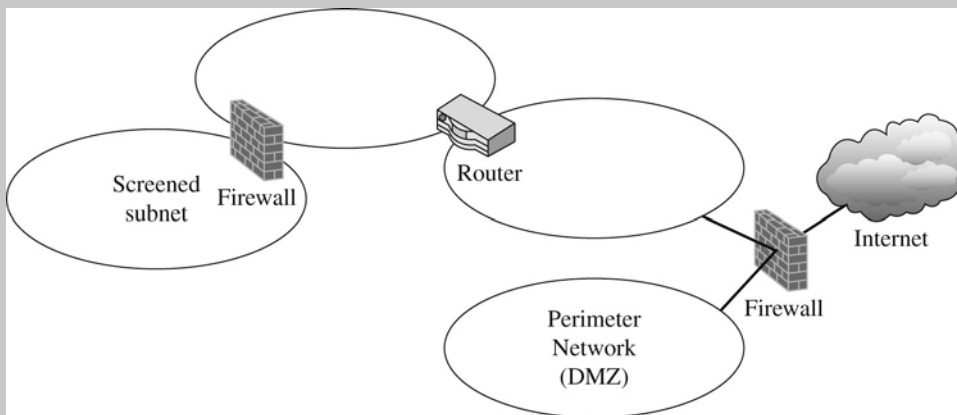 Router
Screened
subnet
Firewall
Internet
Firewall
Perimeter
Network
(DMZ)